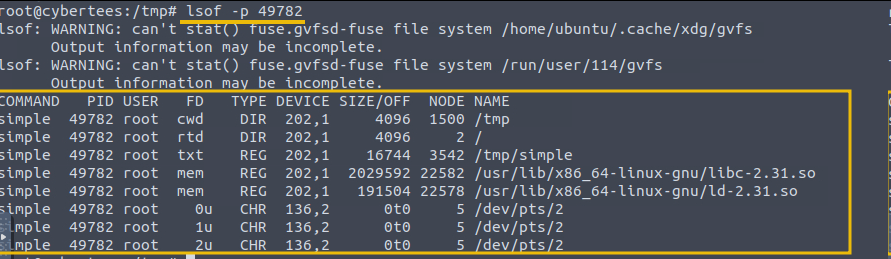 root@cybertees:/tmp# lsof -p 49782
lsof: WARNING: can't stat() fuse.gvfsd-fuse file system /home/ubuntu/.cache/xdg/gvfs
      Output information may be incomplete.
lsof: WARNING: can't stat() fuse.gvfsd-fuse file system /run/user/114/gvfs
      Output information may be incomplete.
COMMAND   PID USER   FD   TYPE DEVICE SIZE/OFF  NODE NAME
simple  49782 root  cwd    DIR  202,1     4096  1500 /tmp
simple  49782 root  rtd    DIR  202,1     4096     2 /
simple  49782 root  txt    REG  202,1    16744  3542 /tmp/simple
simple  49782 root  mem    REG  202,1  2029592 22582 /usr/lib/x86_64-linux-gnu/libc-2.31.so
simple  49782 root  mem    REG  202,1   191504 22578 /usr/lib/x86_64-linux-gnu/ld-2.31.so
simple  49782 root    0u   CHR  136,2      0t0     5 /dev/pts/2
simple  49782 root    1u   CHR  136,2      0t0     5 /dev/pts/2
simple  49782 root    2u   CHR  136,2      0t0     5 /dev/pts/2